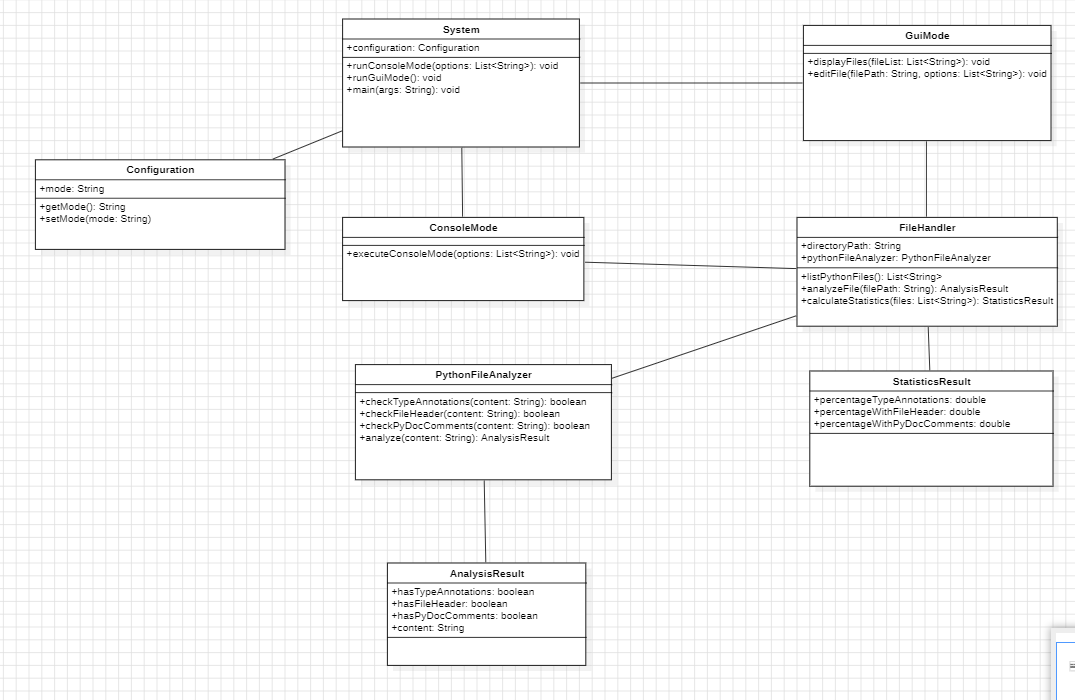 System
+configuration: Configuration
+runConsoleMode(options: List<String>): void
+runGuiMode(): void
+main(args: String): void
GuiMode
+displayFiles(fileList: List<String>): void
+editFile(filePath: String, options: List<String>): void
Configuration
+mode: String
+getMode(): String
+setMode(mode: String)
ConsoleMode
+executeConsoleMode(options: List<String>): void
FileHandler
+directoryPath: String
+pythonFileAnalyzer: PythonFileAnalyzer
+listPythonFiles(): List<String>
+analyzeFile(filePath: String): AnalysisResult
+calculateStatistics(files: List<String>): StatisticsResult
PythonFileAnalyzer
+checkTypeAnnotations(content: String): boolean
+checkFileHeader(content: String): boolean
+checkPyDocComments(content: String): boolean
+analyze(content: String): AnalysisResult
StatisticsResult
+percentageTypeAnnotations: double
+percentageWithFileHeader: double
+percentageWithPyDocComments: double
AnalysisResult
+hasTypeAnnotations: boolean
+hasFileHeader: boolean
+hasPyDocComments: boolean
+content: String